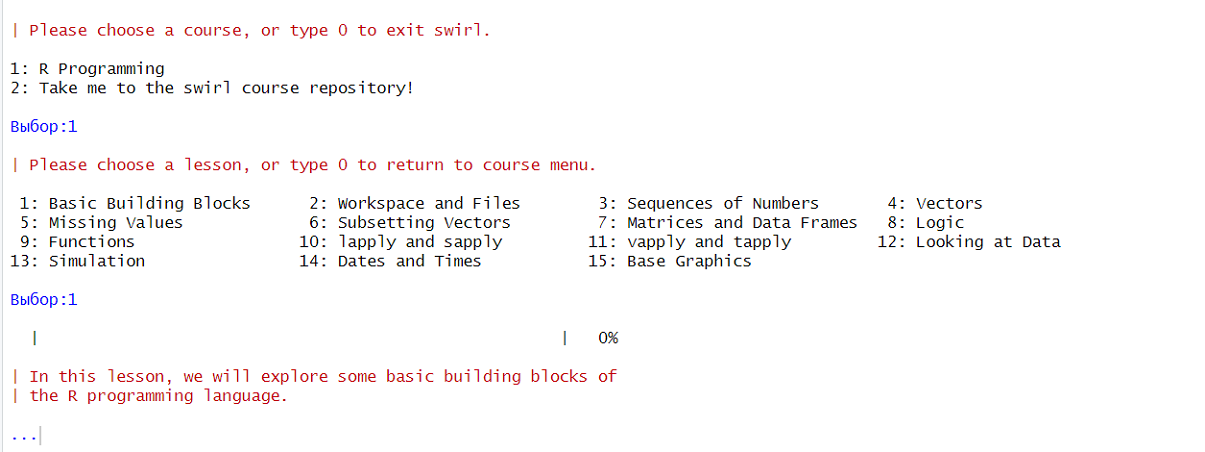 | Please choose a course, or type 0 to exit swirl.
1: R Programming
2: Take me to the swirl course repository!
Выбор:1
| Please choose a lesson, or type 0 to return to course menu.
1: Basic Building Blocks 2: Workspace and Files 3: Sequences of Numbers 4: Vectors
5: Missing Values 6: Subsetting Vectors 7: Matrices and Data Frames 8: Logic
9: Functions 10: lapply and sapply 11: vapply and tapply 12: Looking at Data
13: Simulation 14: Dates and Times 15: Base Graphics
Выбор:1
| | 0%
| In this lesson, we will explore some basic building blocks of
| the R programming language.
...